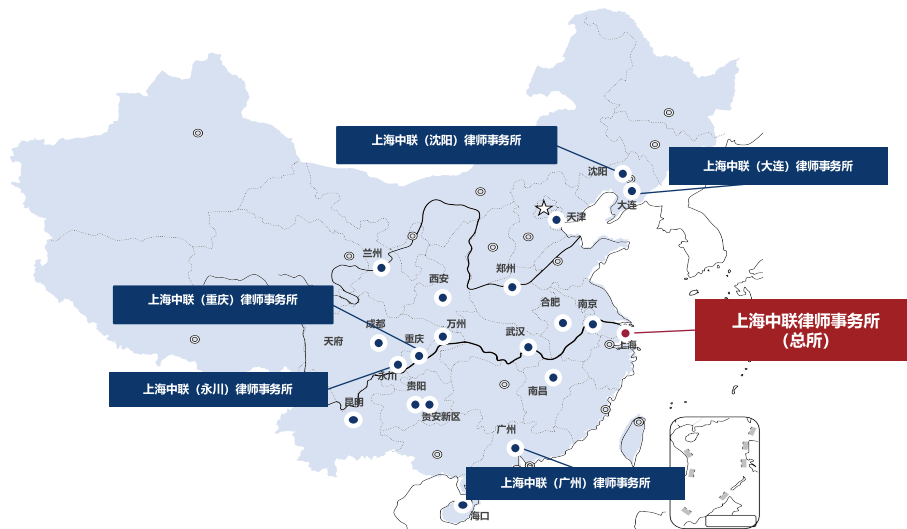 上海中联（沈阳）律师事务所
上海中联（大连）律师事务所
沈阳
大连
天津
兰州
西安
郑州
上海中联（重庆）律师事务所
合肥
南京
上海中联律师事务所
（总所）
成都
万州
天府
重庆
武汉
上海
永川
上海中联（永川）律师事务所
贵阳
南昌
昆明
贵安新区
广州
上海中联（广州）律师事务所
海口